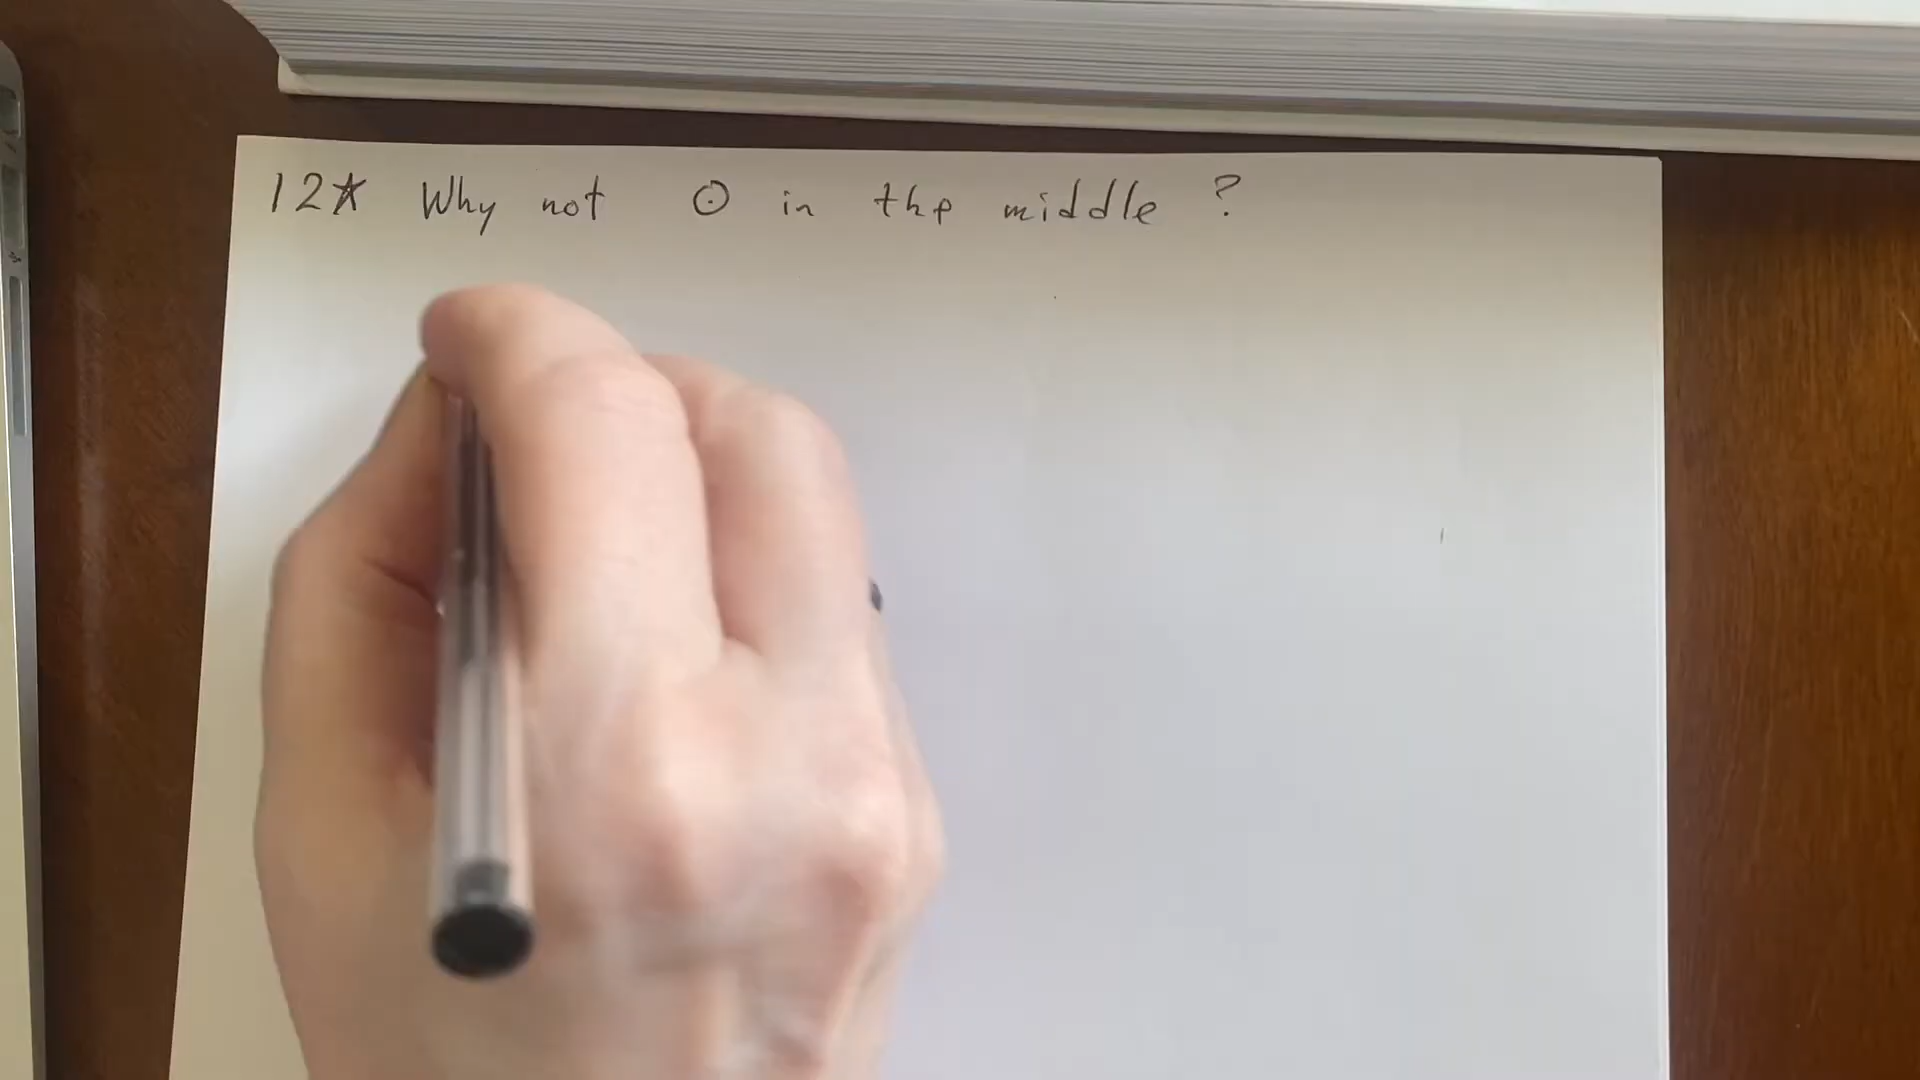 12* Why not ⊙ in the middle ?